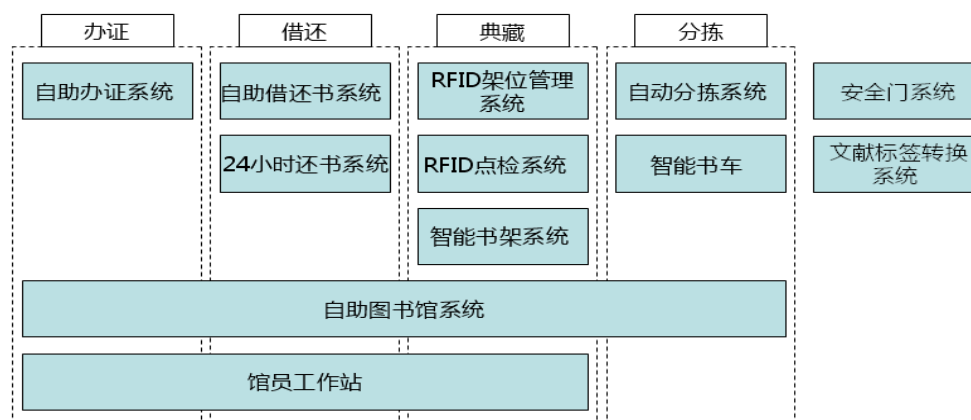 办证
借还
典藏
分拣
自助办证系统
自助借还书系统
RFID架位管理
系统
自动分拣系统
安全门系统
24小时还书系统
RFID点检系统
智能书车
文献标签转换
系统
智能书架系统
自助图书馆系统
馆员工作站